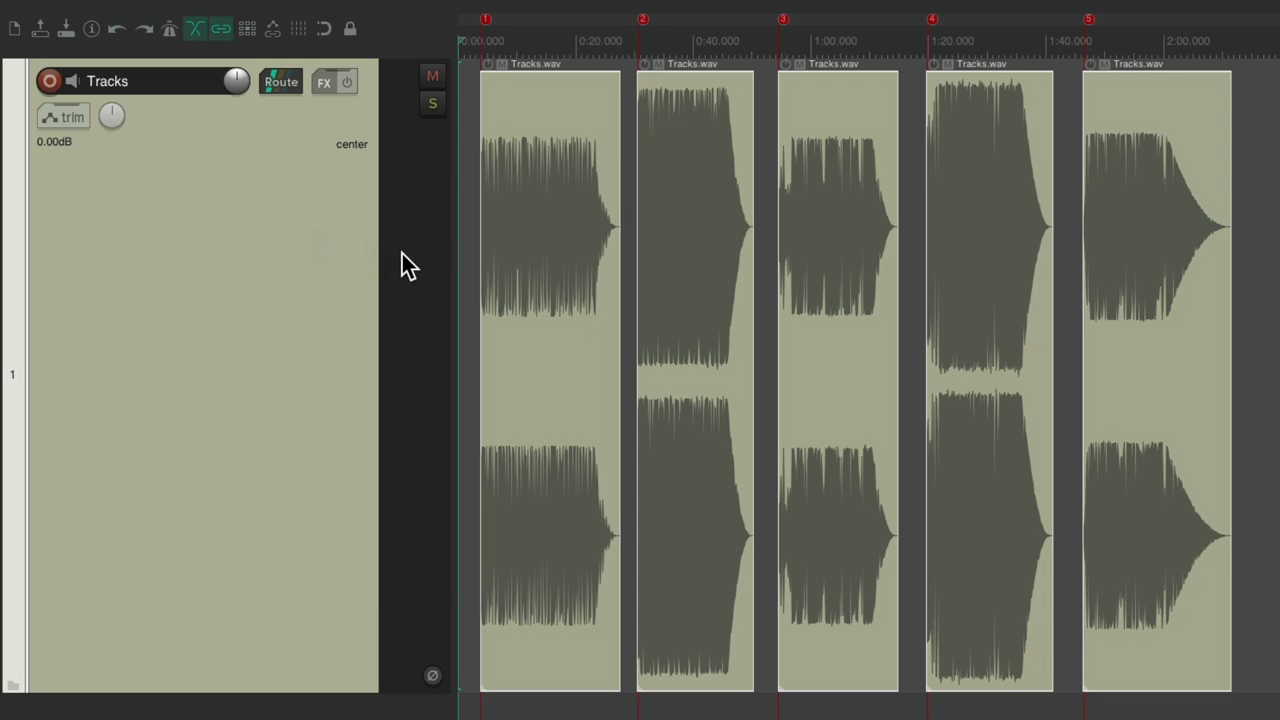 1 2 3 4 5
0:00.000 0:20.000 0:40.000 1:00.000 1:20.000 1:40.000 2:00.000
Tracks.wav Tracks.wav Tracks.wav Tracks.wav Tracks.wav
Tracks Route FX M
S
trim
0.00dB center
1